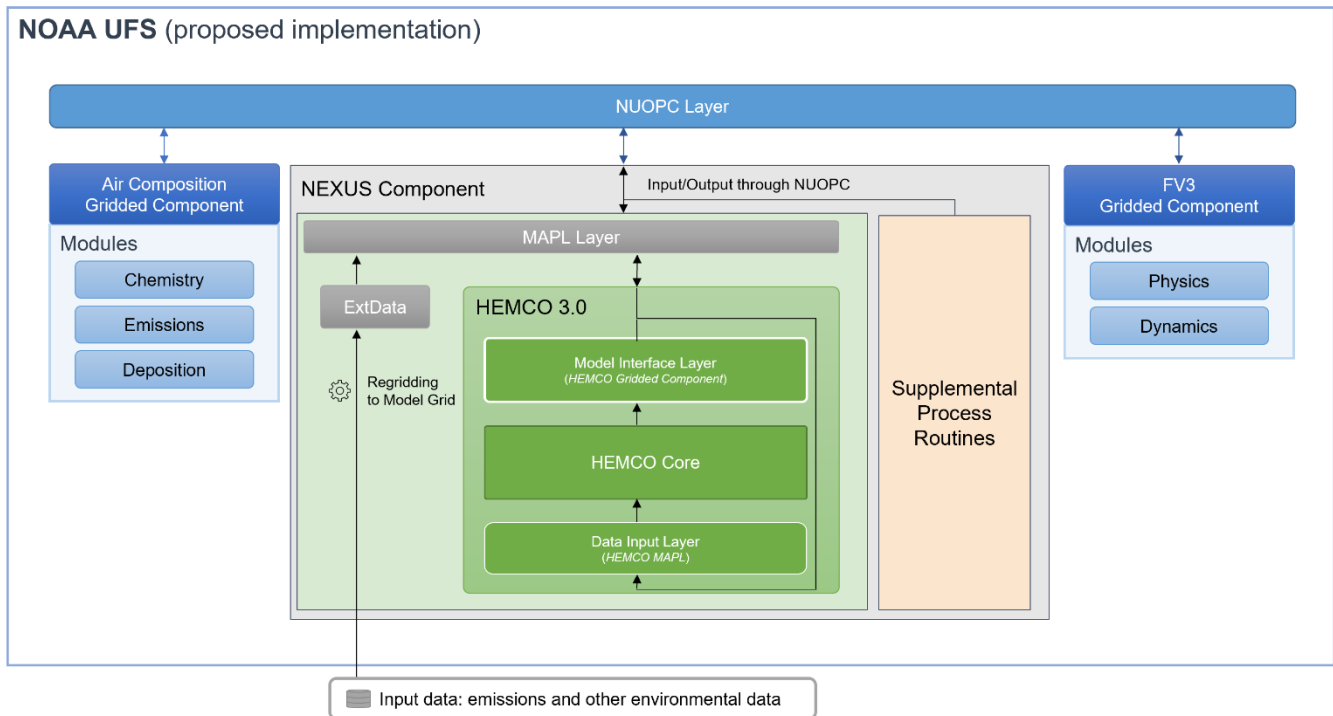 NOAA UFS (proposed implementation)
NUOPC Layer
Air Composition
Gridded Component
Modules
Chemistry
Emissions
Deposition
NEXUS Component
Input/Output through NUOPC
MAPL Layer
ExtData
Regridding
to Model Grid
HEMCO 3.0
Model Interface Layer
(HEMCO Gridded Component)
HEMCO Core
Data Input Layer
(HEMCO MAPL)
Supplemental
Process
Routines
FV3
Gridded Component
Modules
Physics
Dynamics
Input data: emissions and other environmental data